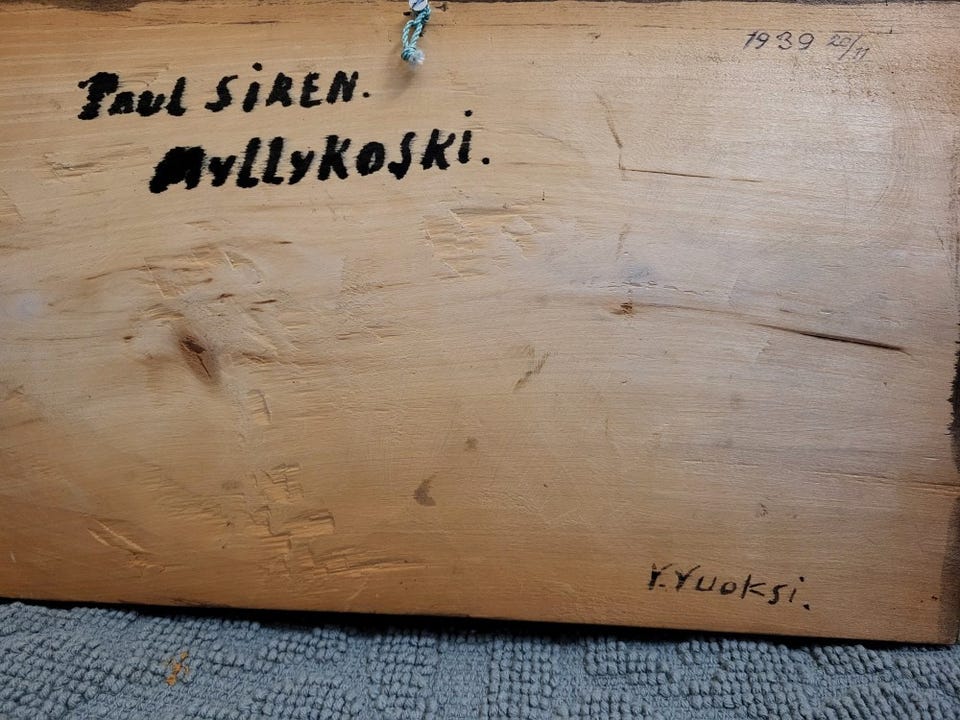 1939 20/11
Paul SiREN.
MyllyKOSKi.
Y.Yuoksi.